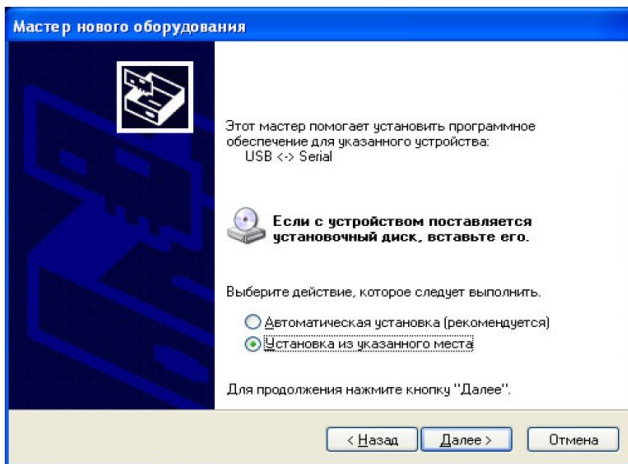 Мастер нового оборудования
Этот мастер помогает установить программное
обеспечение для указанного устройства:
USB <-> Serial
Если с устройством поставляется
установочный диск, вставьте его.
Выберите действие, которое следует выполнить.
Автоматическая установка (рекомендуется)
Установка из указанного места
Для продолжения нажмите кнопку "Далее".
< Назад Далее > Отмена